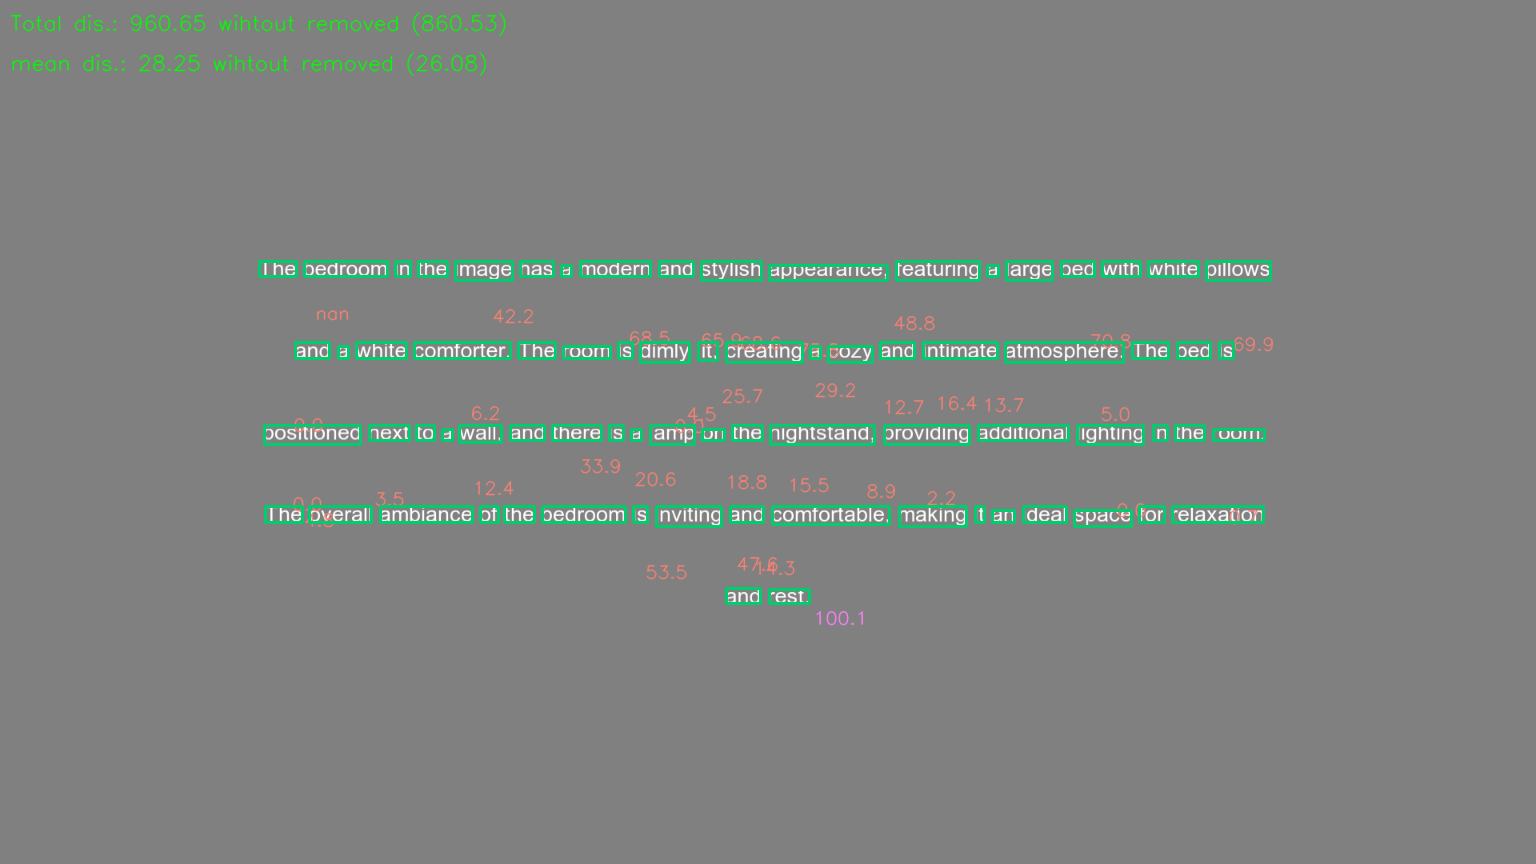 Total dis.: 960.65 wihtout removed (860.53)
mean dis.: 28.25 wihtout removed (26.08)
The bedroom in the image has a modern and stylish appearance, featuring a large bed with white pillows
nan 42.2 48.8
68.5 65.9 70.8 69.9
and a white comforter. The room is dimly lit, creating a cozy and intimate atmosphere. The bed is
25.7 29.2 12.7 16.4 13.7
0.0 6.2 4.5 0.0 5.0
positioned next to a wall, and there is a lamp on the nightstand, providing additional lighting in the room.
33.9 20.6 18.8 15.5 8.9
0.0 3.5 12.4 2.2
The overall ambiance of the bedroom is inviting and comfortable, making it an ideal space for relaxation
53.5 47.6 14.3
and rest.
100.1